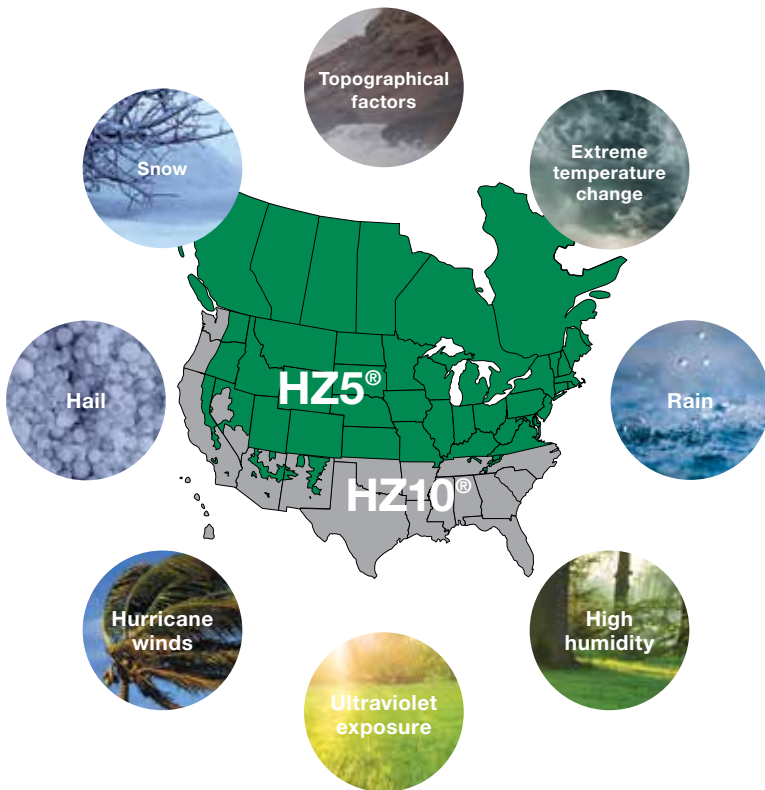 Topographical
factors
Snow
Extreme
temperature
change
HZ5®
Hail
Rain
HZ10®
Hurricane
winds
High
humidity
Ultraviolet
exposure